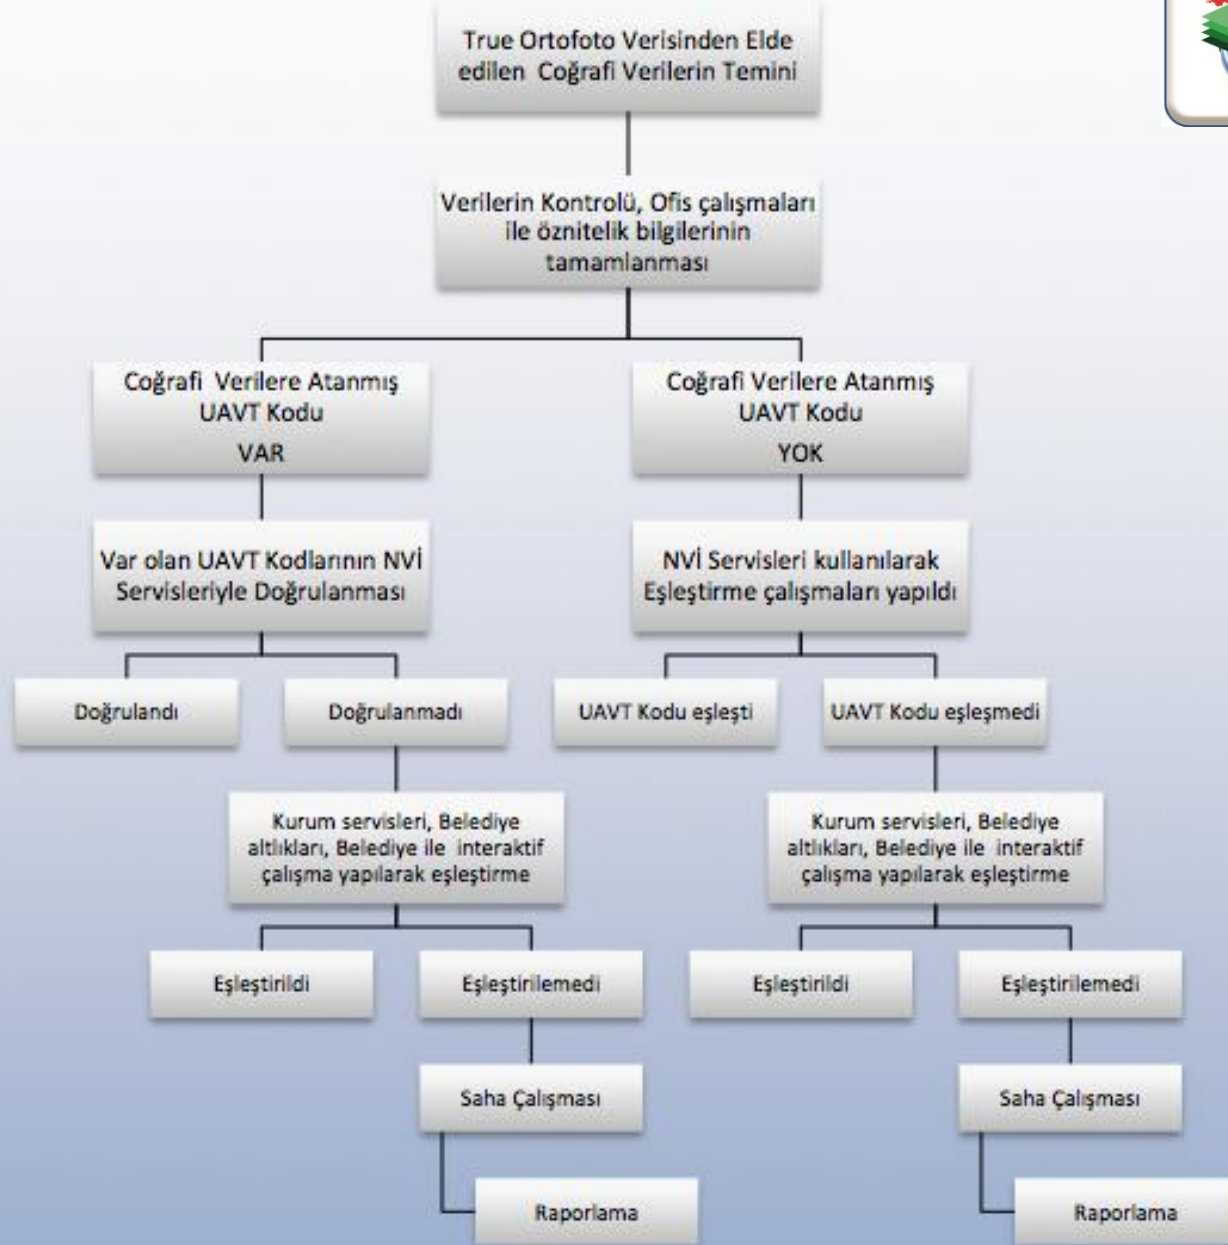 True Ortofoto Verisinden Elde
edilen Coğrafi Verilerin Temini
Verilerin Kontrolü, Ofis çalışmaları
ile öznitelik bilgilerinin
tamamlanması
Coğrafi Verilere Atanmış
UAVT Kodu
VAR
Coğrafi Verilere Atanmış
UAVT Kodu
YOK
Var olan UAVT Kodlarının NVİ
Servisleriyle Doğrulanması
NVİ Servisleri kullanılarak
Eşleştirme çalışmaları yapıldı
Doğrulandı
Doğrulanmadı
UAVT Kodu eşleşti
UAVT Kodu eşleşmedi
Kurum servisleri, Belediye
altlıkları, Belediye ile interaktif
çalışma yapılarak eşleştirme
Kurum servisleri, Belediye
altlıkları, Belediye ile interaktif
çalışma yapılarak eşleştirme
Eşleştirildi
Eşleştirilemedi
Eşleştirildi
Eşleştirilemedi
Saha Çalışması
Saha Çalışması
Raporlama
Raporlama